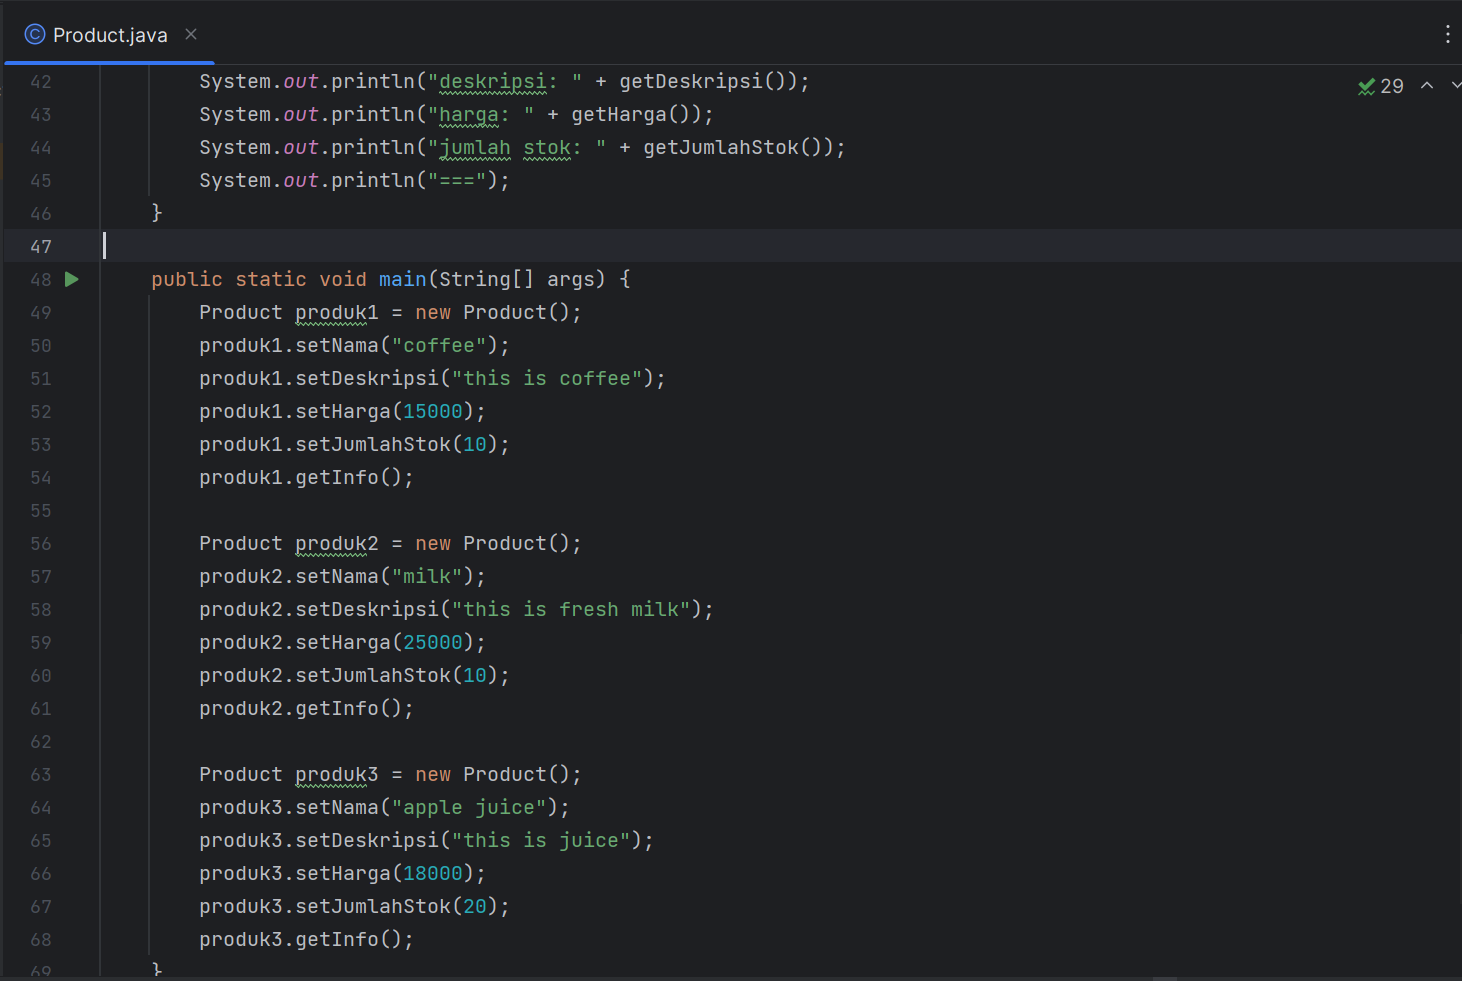 Product.java
29
42 System.out.println("deskripsi: " + getDeskripsi());
43 System.out.println("harga: " + getHarga());
44 System.out.println("jumlah stok: " + getJumlahStok());
45 System.out.println("===");
46 }
47
48 public static void main(String[] args) {
49 Product produk1 = new Product();
50 produk1.setNama("coffee");
51 produk1.setDeskripsi("this is coffee");
52 produk1.setHarga(15000);
53 produk1.setJumlahStok(10);
54 produk1.getInfo();
55
56 Product produk2 = new Product();
57 produk2.setNama("milk");
58 produk2.setDeskripsi("this is fresh milk");
59 produk2.setHarga(25000);
60 produk2.setJumlahStok(10);
61 produk2.getInfo();
62
63 Product produk3 = new Product();
64 produk3.setNama("apple juice");
65 produk3.setDeskripsi("this is juice");
66 produk3.setHarga(18000);
67 produk3.setJumlahStok(20);
68 produk3.getInfo();
69 }